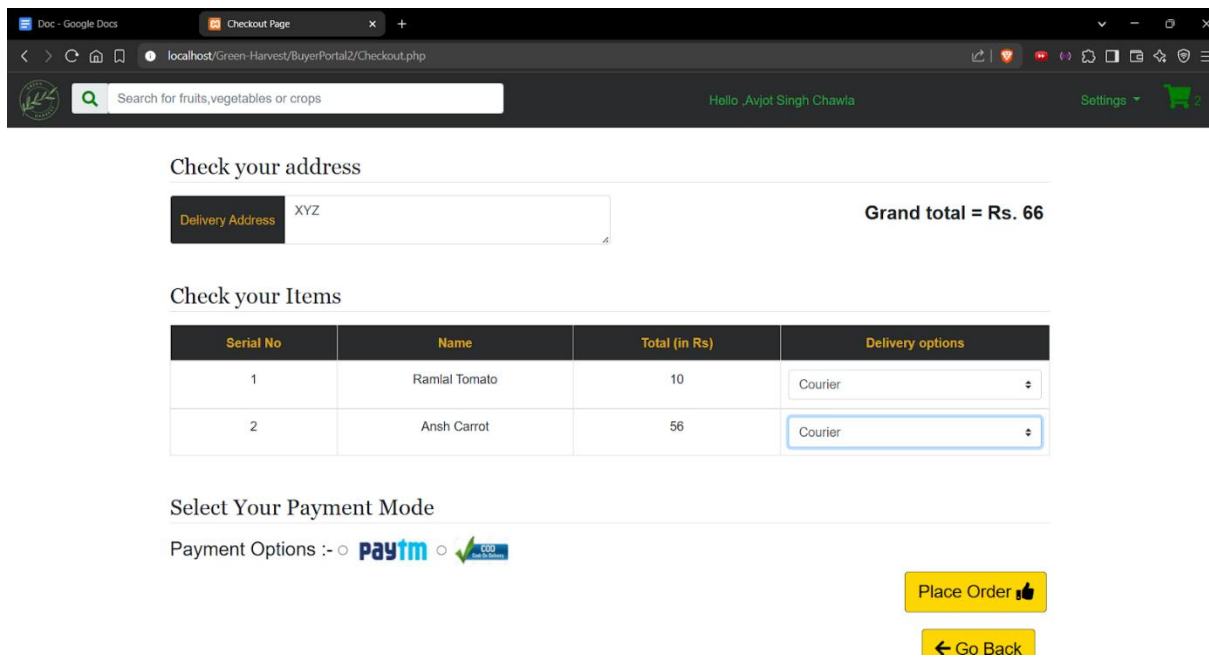 Doc - Google Docs
Checkout Page
localhost/Green-Harvest/BuyerPortal2/Checkout.php
Search for fruits,vegetables or crops
Hello ,Avjot Singh Chawla
Settings
2
Check your address
Delivery Address
XYZ
Grand total = Rs. 66
Check your Items
Serial No Name Total (in Rs) Delivery options
1 Ramlal Tomato 10 Courier
2 Ansh Carrot 56 Courier
Select Your Payment Mode
Payment Options :- paytm COD Cash On Delivery
Place Order
Go Back